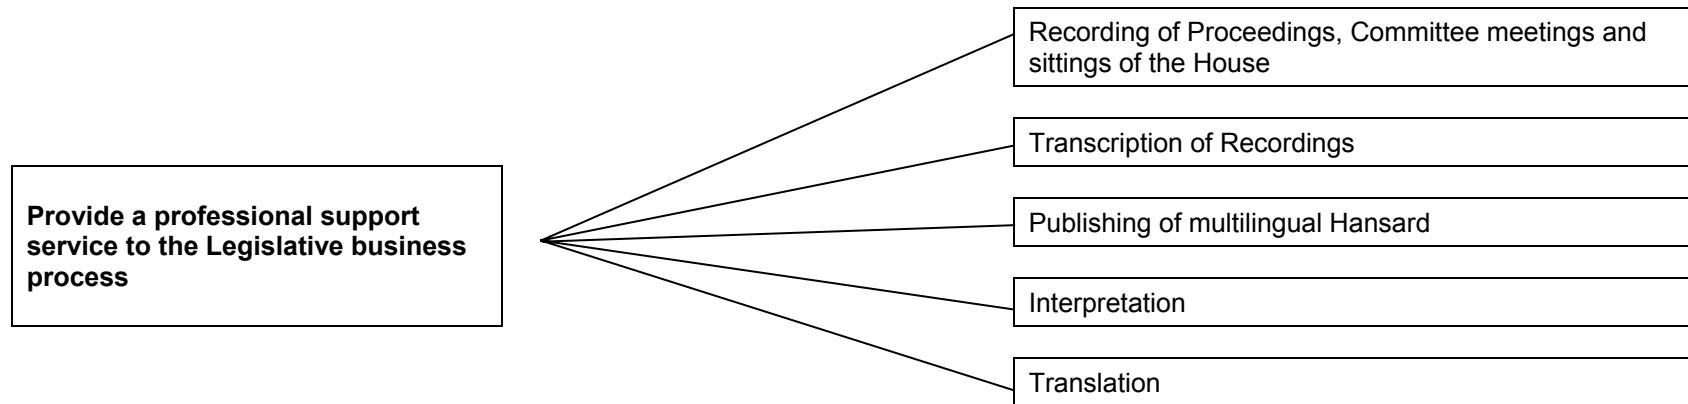 Recording of Proceedings, Committee meetings and
sittings of the House
Transcription of Recordings
Provide a professional support
service to the Legislative business
process
Publishing of multilingual Hansard
Interpretation
Translation